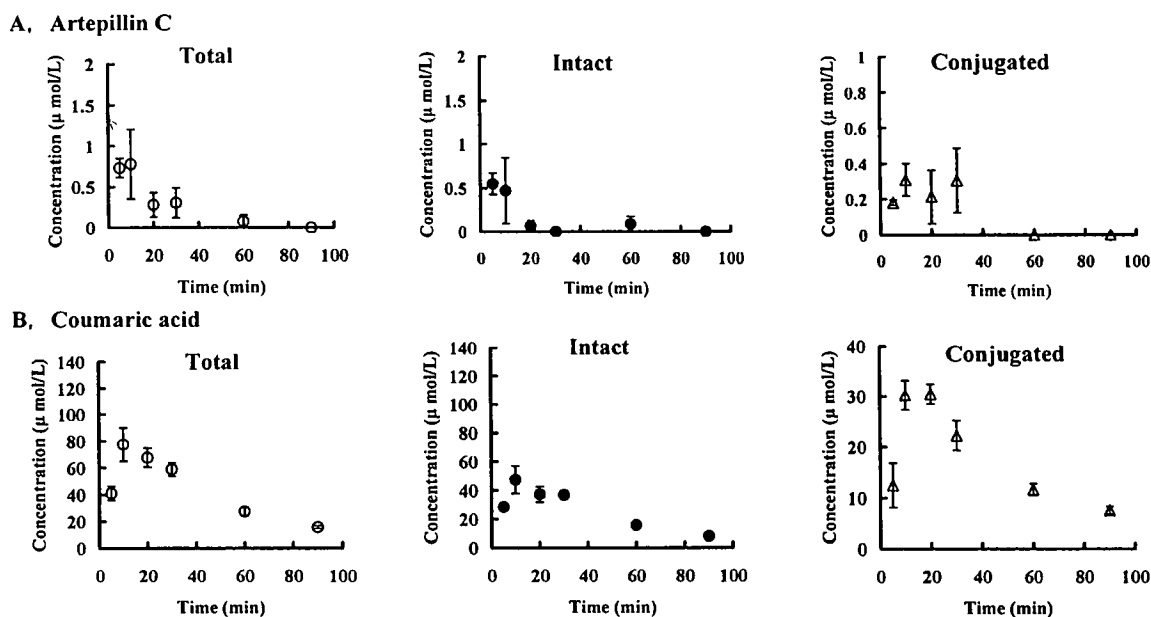 A. Artepillin C
Total
Concentration (μ mol/L)
2
1.5
1
0.5
0
0 20 40 60 80 100
Time (min)
Intact
Concentration (μ mol/L)
2
1.5
1
0.5
0
0 20 40 60 80 100
Time (min)
Conjugated
Concentration (μ mol/L)
1
0.8
0.6
0.4
0.2
0
0 20 40 60 80 100
Time (min)
B. Coumaric acid
Total
Concentration (μ mol/L)
140
120
100
80
60
40
20
0
0 20 40 60 80 100
Time (min)
Intact
Concentration (μ mol/L)
140
120
100
80
60
40
20
0
0 20 40 60 80 100
Time (min)
Conjugated
Concentration (μ mol/L)
40
30
20
10
0
0 20 40 60 80 100
Time (min)